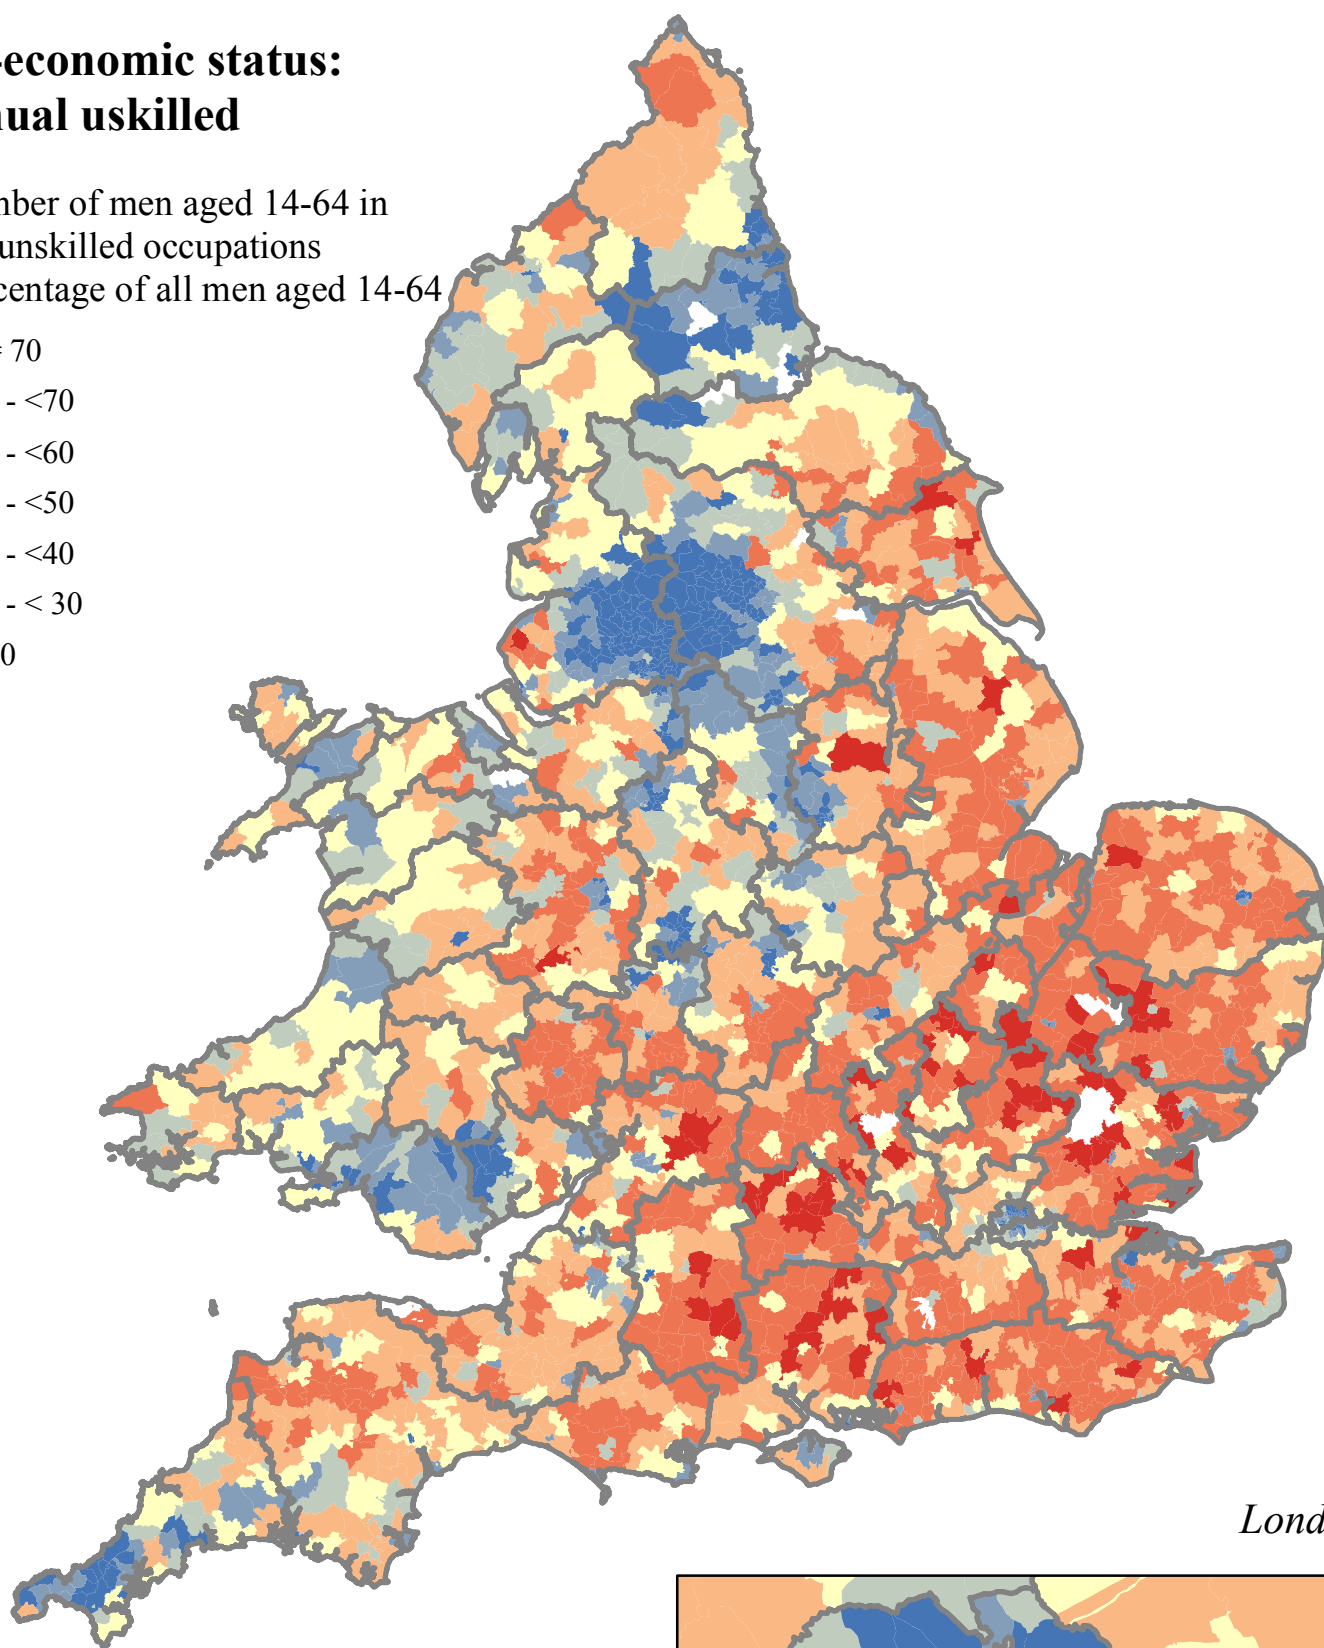 -economic status:
nual uskilled
nber of men aged 14-64 in
unskilled occupations
centage of all men aged 14-64
= 70
- <70
- <60
- <50
- <40
- < 30
0
Lond